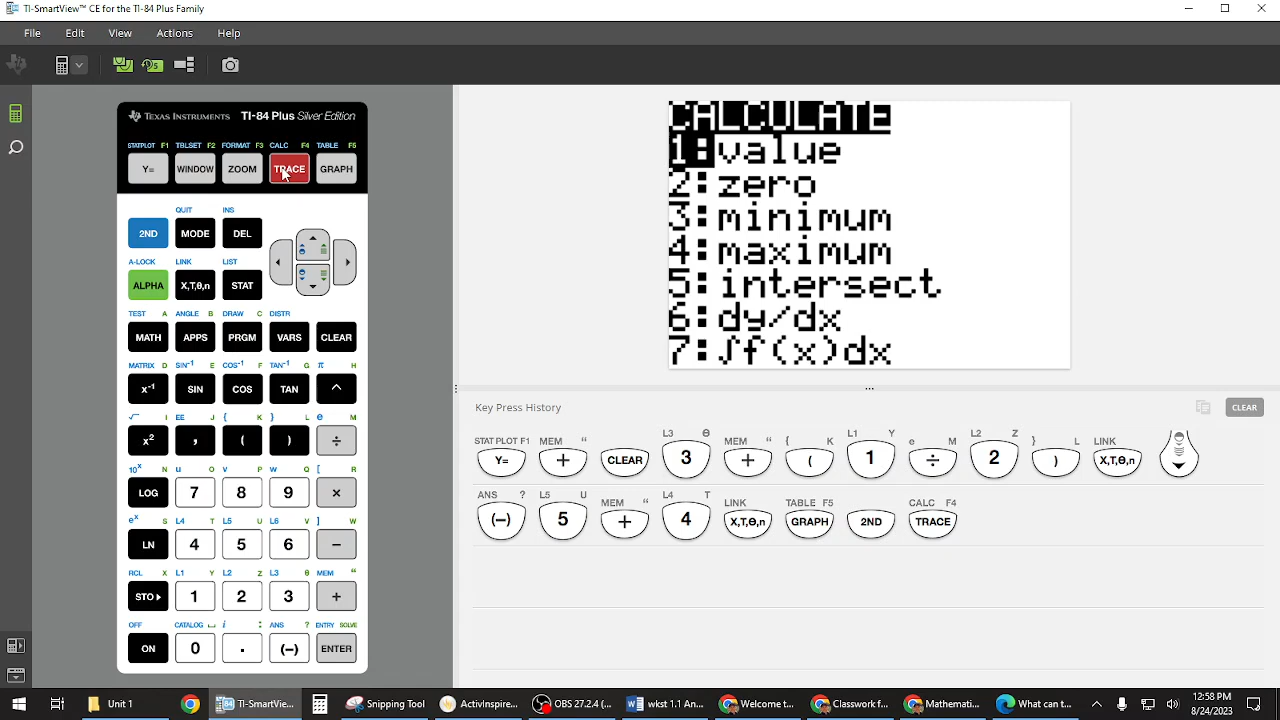 TI-SmartView™ CE for the TI-84 Plus Family
File Edit View Actions Help
TEXAS INSTRUMENTS TI-84 Plus Silver Edition
STATPLOT F1 TBLSET F2 FORMAT F3 CALC F4 TABLE F5
Y= WINDOW ZOOM TRACE GRAPH
QUIT INS
2ND MODE DEL
A-LOCK LINK LIST
ALPHA X,T,θ,n STAT
TEST A ANGLE B DRAW C DISTR
MATH APPS PRGM VARS CLEAR
MATRIX D SIN⁻¹ E COS⁻¹ F TAN⁻¹ G π H
x⁻¹ SIN COS TAN ^
√‾ I EE J { K } L e M
x² , ( ) ÷
10ˣ N u O v P w Q [ R
LOG 7 8 9 ×
eˣ S L4 T L5 U L6 V ] W
LN 4 5 6 −
RCL X L1 Y L2 Z L3 θ MEM “
STO▸ 1 2 3 +
OFF CATALOG i : ANS ? ENTRY SOLVE
ON 0 . (−) ENTER
CALCULATE
1:value
2:zero
3:minimum
4:maximum
5:intersect
6:dy/dx
7:∫f(x)dx
Key Press History
CLEAR
STAT PLOT F1 MEM “ L3 θ MEM “ { K L1 Y e M L2 Z } L LINK
Y= + CLEAR 3 + ( 1 ÷ 2 ) X,T,θ,n
ANS ? L5 U MEM “ L4 T LINK TABLE F5 CALC F4
(−) 5 + 4 X,T,θ,n GRAPH 2ND TRACE
Unit 1
TI-SmartVie...
Snipping Tool
ActivInspire...
OBS 27.2.4 (...
wkst 1.1 An...
Welcome t...
Classwork f...
Mathemati...
What can t...
12:58 PM
8/24/2023